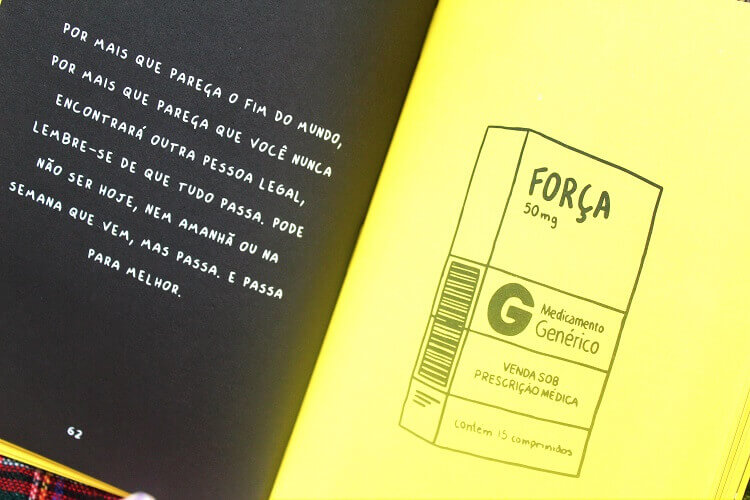 POR MAIS QUE PAREÇA O FIM DO MUNDO,
POR MAIS QUE PAREÇA QUE VOCÊ NUNCA
ENCONTRARÁ OUTRA PESSOA LEGAL,
LEMBRE-SE DE QUE TUDO PASSA. PODE
NÃO SER HOJE, NEM AMANHÃ OU NA
SEMANA QUE VEM, MAS PASSA. E PASSA
PARA MELHOR.
62
FORÇA
50mg
G Medicamento
Genérico
VENDA SOB
PRESCRIÇÃO MÉDICA
Contém 15 comprimidos